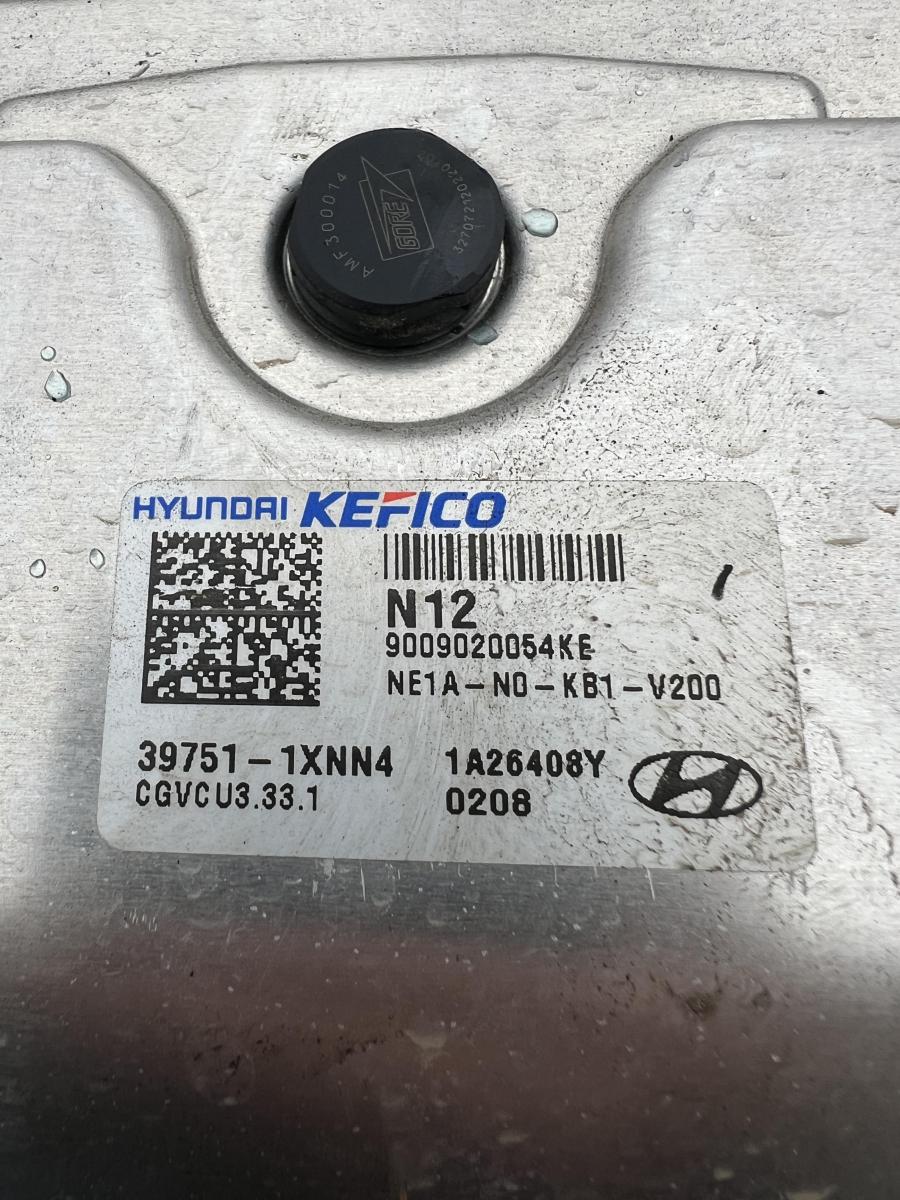 AMF300014
GORE
HYUNDAI KEFICO
N12
9009020054KE
NE1A-N0-KB1-V200
39751-1XNN4
1A26408Y
CGVCU3.33.1
0208